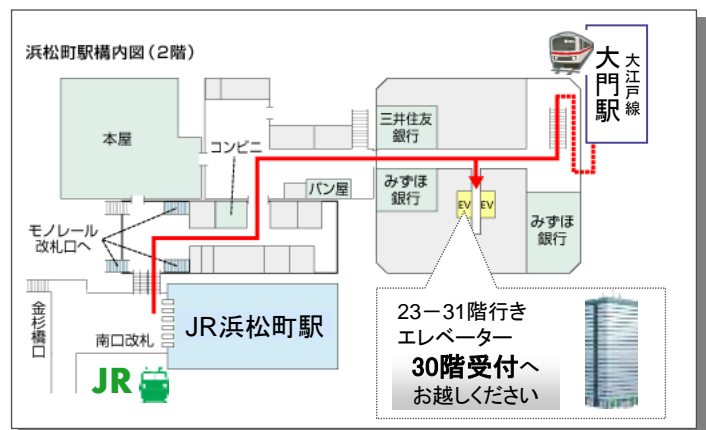 浜松町駅構内図(2階)
大江戸線
大門駅
三井住友
銀行
本屋
コンビニ
パン屋
みずほ
銀行
EV
EV
みずほ
銀行
モノレール
改札口へ
金杉橋口
南口改札
JR浜松町駅
JR
23－31階行き
エレベーター
30階受付へ
お越しください